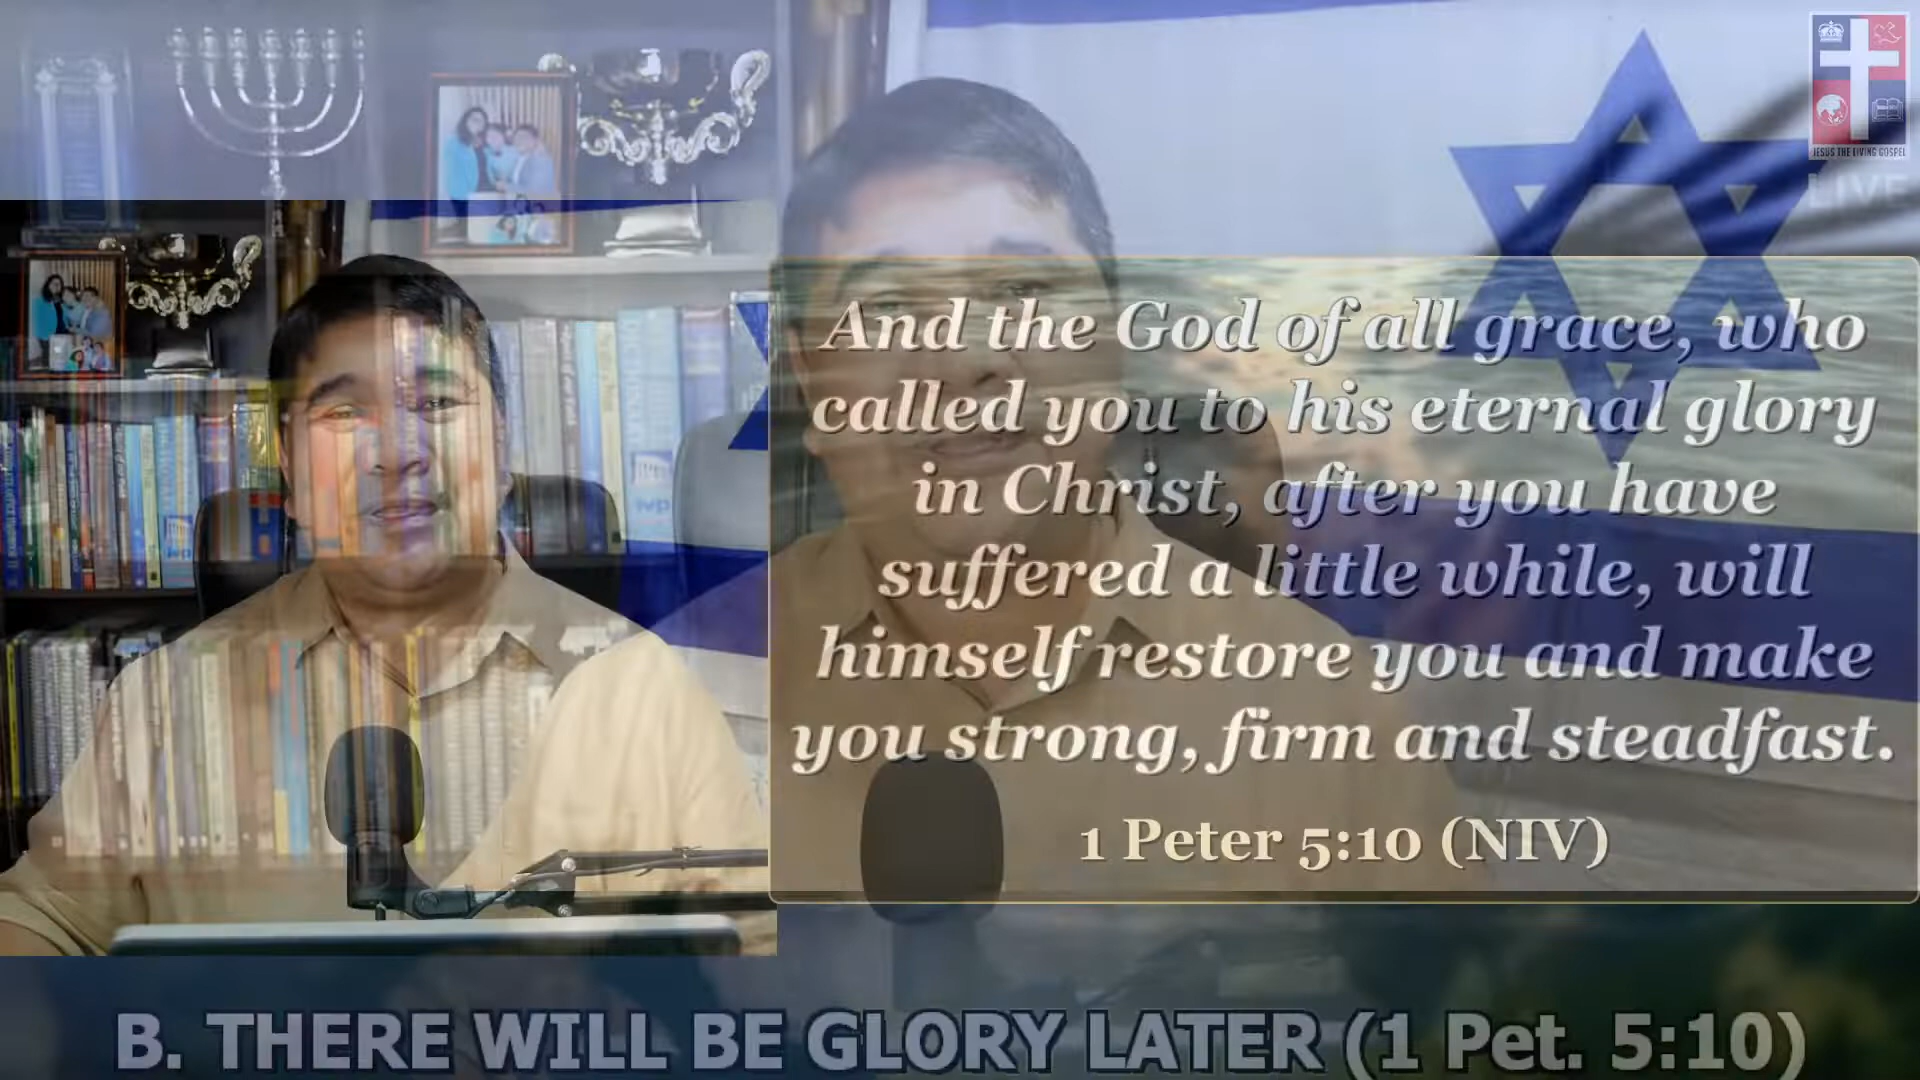 JESUS THE LIVING GOSPEL
LIVE
And the God of all grace, who
called you to his eternal glory
in Christ, after you have
suffered a little while, will
himself restore you and make
you strong, firm and steadfast.
1 Peter 5:10 (NIV)
ivp
B. THERE WILL BE GLORY LATER (1 Pet. 5:10)